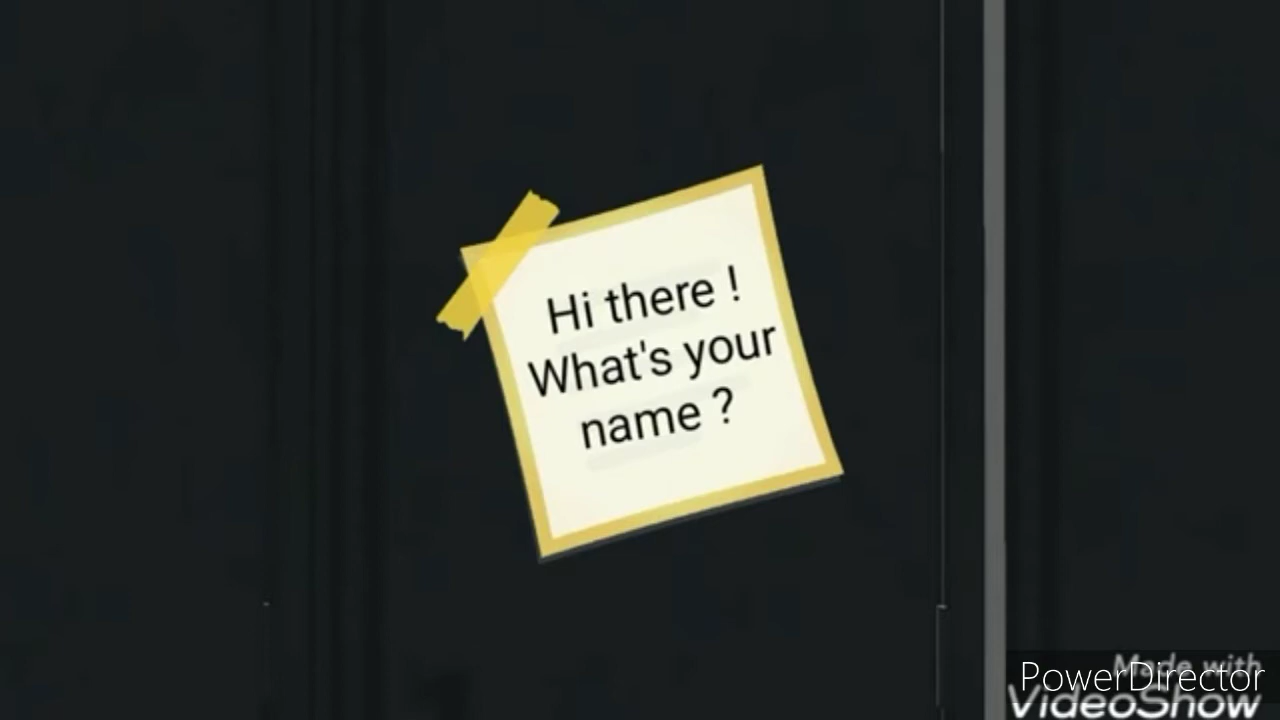 Hi there !
What's your
name ?
Made with
PowerDirector
VideoShow